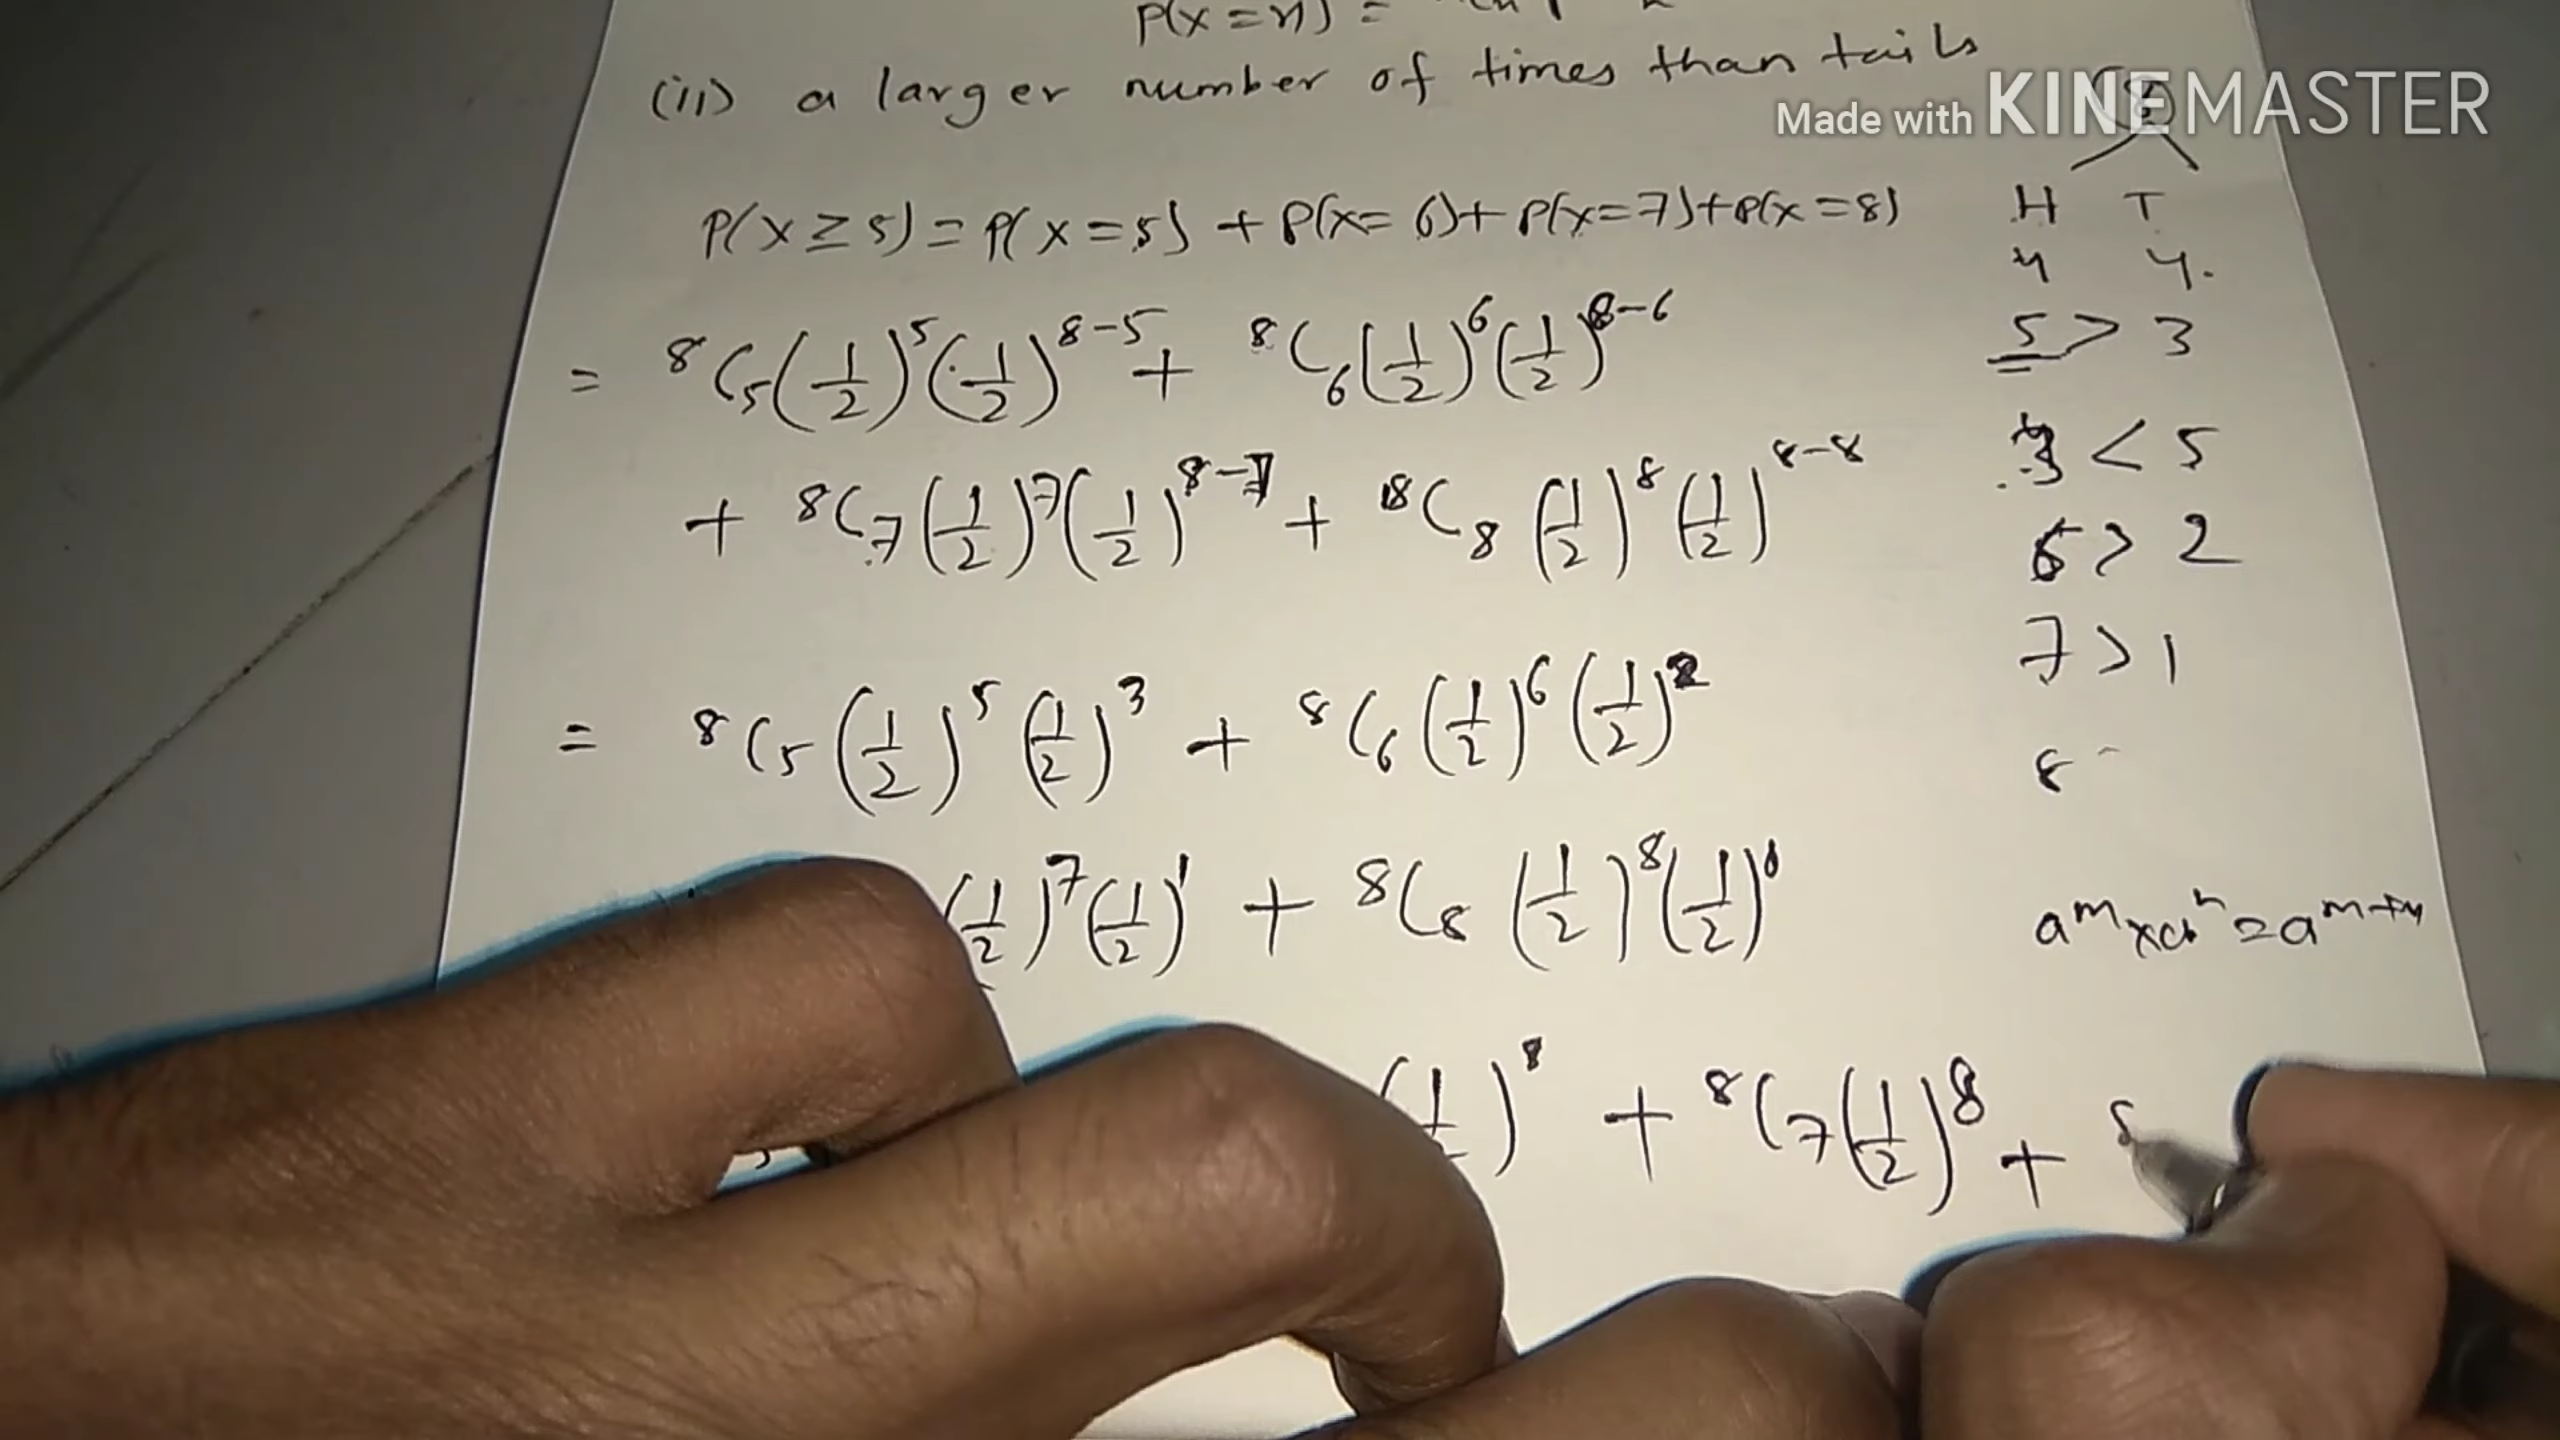 P(x=n) =
(ii) a larger number of times than tails
Made with KINEMASTER
8
P(x ≥ 5) = P(x = 5) + P(x = 6) + P(x = 7) + P(x = 8)
H T
4 4.
= ⁸C₅(1/2)⁵(1/2)⁸⁻⁵ + ⁸C₆(1/2)⁶(1/2)⁸⁻⁶
5 > 3
3 < 5
+ ⁸C₇(1/2)⁷(1/2)⁸⁻⁷ + ⁸C₈(1/2)⁸(1/2)⁸⁻⁸
6 > 2
7 > 1
= ⁸C₅(1/2)⁵(1/2)³ + ⁸C₆(1/2)⁶(1/2)²
8 -
(1/2)⁷(1/2)¹ + ⁸C₈(1/2)⁸(1/2)⁰
aᵐ x aⁿ = aᵐ⁺ⁿ
(1/2)⁸ + ⁸C₇(1/2)⁸ +